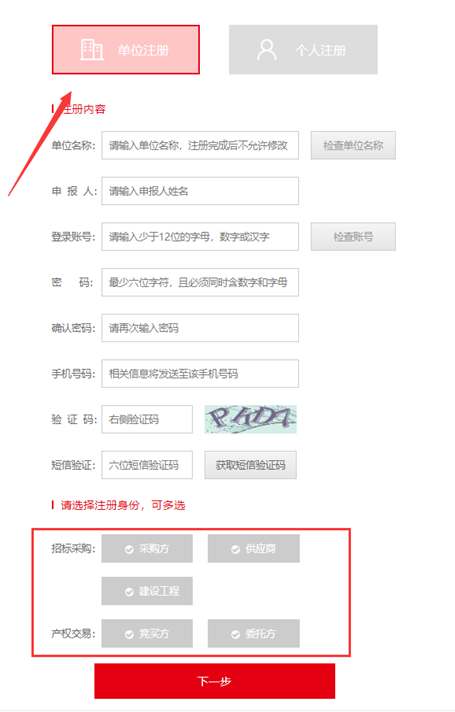 单位注册 个人注册
注册内容
单位名称: 请输入单位名称，注册完成后不允许修改 检查单位名称
申 报 人: 请输入申报人姓名
登录账号: 请输入少于12位的字母，数字或汉字 检查账号
密 码: 最少六位字符，且必须同时含数字和字母
确认密码: 请再次输入密码
手机号码: 相关信息将发送至该手机号码
验 证 码: 右侧验证码 PKD7
短信验证: 六位短信验证码 获取短信验证码
请选择注册身份，可多选
招标采购: 采购方 供应商
建设工程
产权交易: 竞买方 委托方
下一步